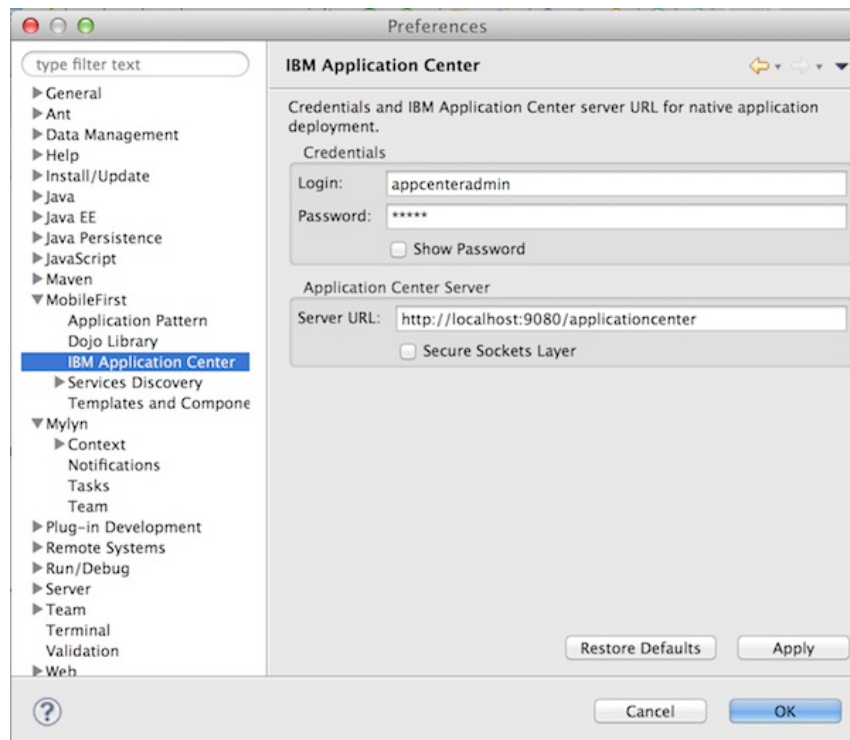 Preferences
type filter text
General
Ant
Data Management
Help
Install/Update
Java
Java EE
Java Persistence
JavaScript
Maven
MobileFirst
Application Pattern
Dojo Library
IBM Application Center
Services Discovery
Templates and Compone
Mylyn
Context
Notifications
Tasks
Team
Plug-in Development
Remote Systems
Run/Debug
Server
Team
Terminal
Validation
Web
IBM Application Center
Credentials and IBM Application Center server URL for native application
deployment.
Credentials
Login: appcenteradmin
Password: *****
Show Password
Application Center Server
Server URL: http://localhost:9080/applicationcenter
Secure Sockets Layer
Restore Defaults Apply
? Cancel OK